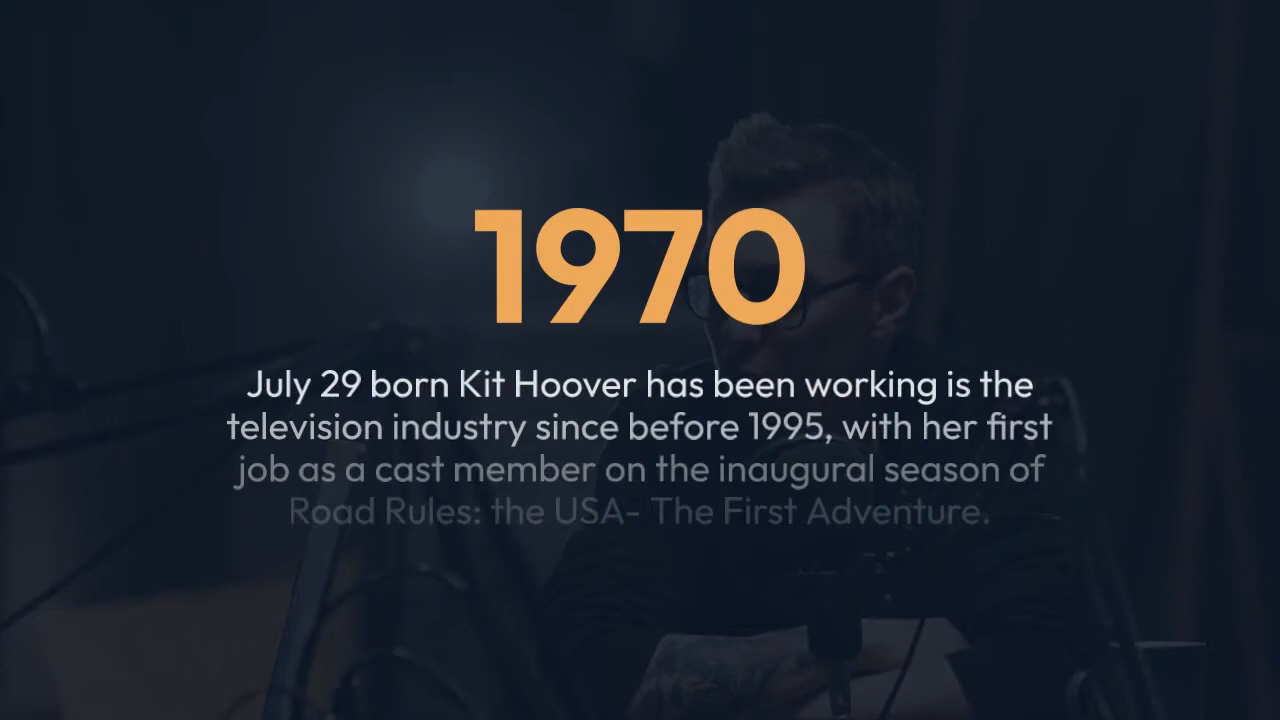 1970
July 29 born Kit Hoover has been working is the
television industry since before 1995, with her first
job as a cast member on the inaugural season of
Road Rules: the USA- The First Adventure.